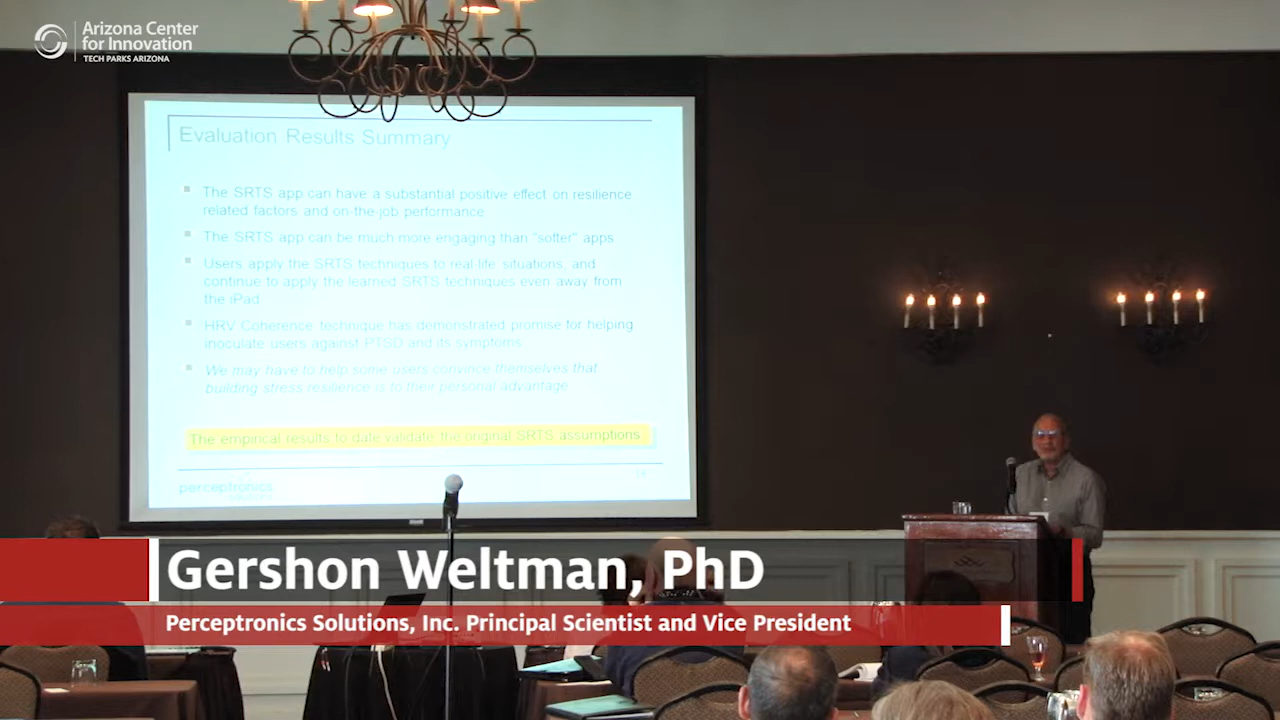 Arizona Center
for Innovation
TECH PARKS ARIZONA
Evaluation Results Summary
The SRTS app can have a substantial positive effect on resilience
related factors and on-the-job performance
The SRTS app can be much more engaging than "softer" apps
Users apply the SRTS techniques to real-life situations, and
continue to apply the learned SRTS techniques even away from
the iPad
HRV Coherence technique has demonstrated promise for helping
inoculate users against PTSD and its symptoms
We may have to help some users convince themselves that
building stress resilience is to their personal advantage
The empirical results to date validate the original SRTS assumptions
perceptronics
Gershon Weltman, PhD
Perceptronics Solutions, Inc. Principal Scientist and Vice President